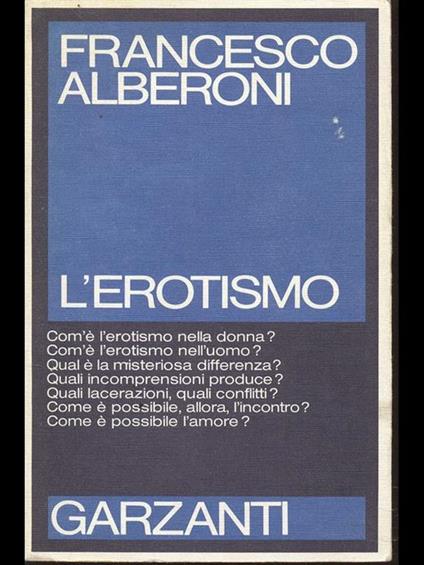 FRANCESCO
ALBERONI
L'EROTISMO
Com'è l'erotismo nella donna?
Com'è l'erotismo nell'uomo?
Qual è la misteriosa differenza?
Quali incomprensioni produce?
Quali lacerazioni, quali conflitti?
Come è possibile, allora, l'incontro?
Come è possibile l'amore?
GARZANTI